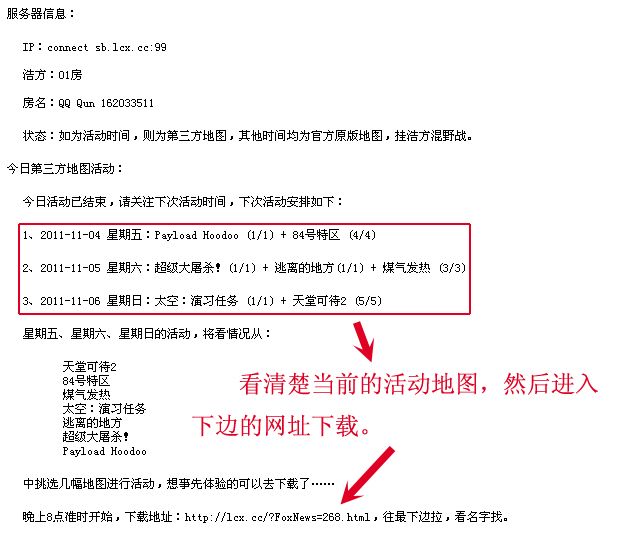 服务器信息：
IP：connect sb.lcx.cc:99
浩方：01房
房名：QQ Qun 162033511
状态：如为活动时间，则为第三方地图，其他时间均为官方原版地图，挂浩方混野战。
今日第三方地图活动：
今日活动已结束，请关注下次活动时间，下次活动安排如下：
1、2011-11-04 星期五：Payload Hoodoo (1/1) + 84号特区 (4/4)
2、2011-11-05 星期六：超级大屠杀！(1/1) + 逃离的地方(1/1) + 煤气发热 (3/3)
3、2011-11-06 星期日：太空：演习任务 (1/1) + 天堂可待2 (5/5)
星期五、星期六、星期日的活动，将看情况从：
天堂可待2
84号特区
煤气发热
太空：演习任务
逃离的地方
超级大屠杀！
Payload Hoodoo
看清楚当前的活动地图，然后进入
下边的网址下载。
中挑选几幅地图进行活动，想争先体验的可以去下载了……
晚上8点准时开始，下载地址：http://lcx.cc/?FoxNews=268.html，往最下边拉，看名字找。